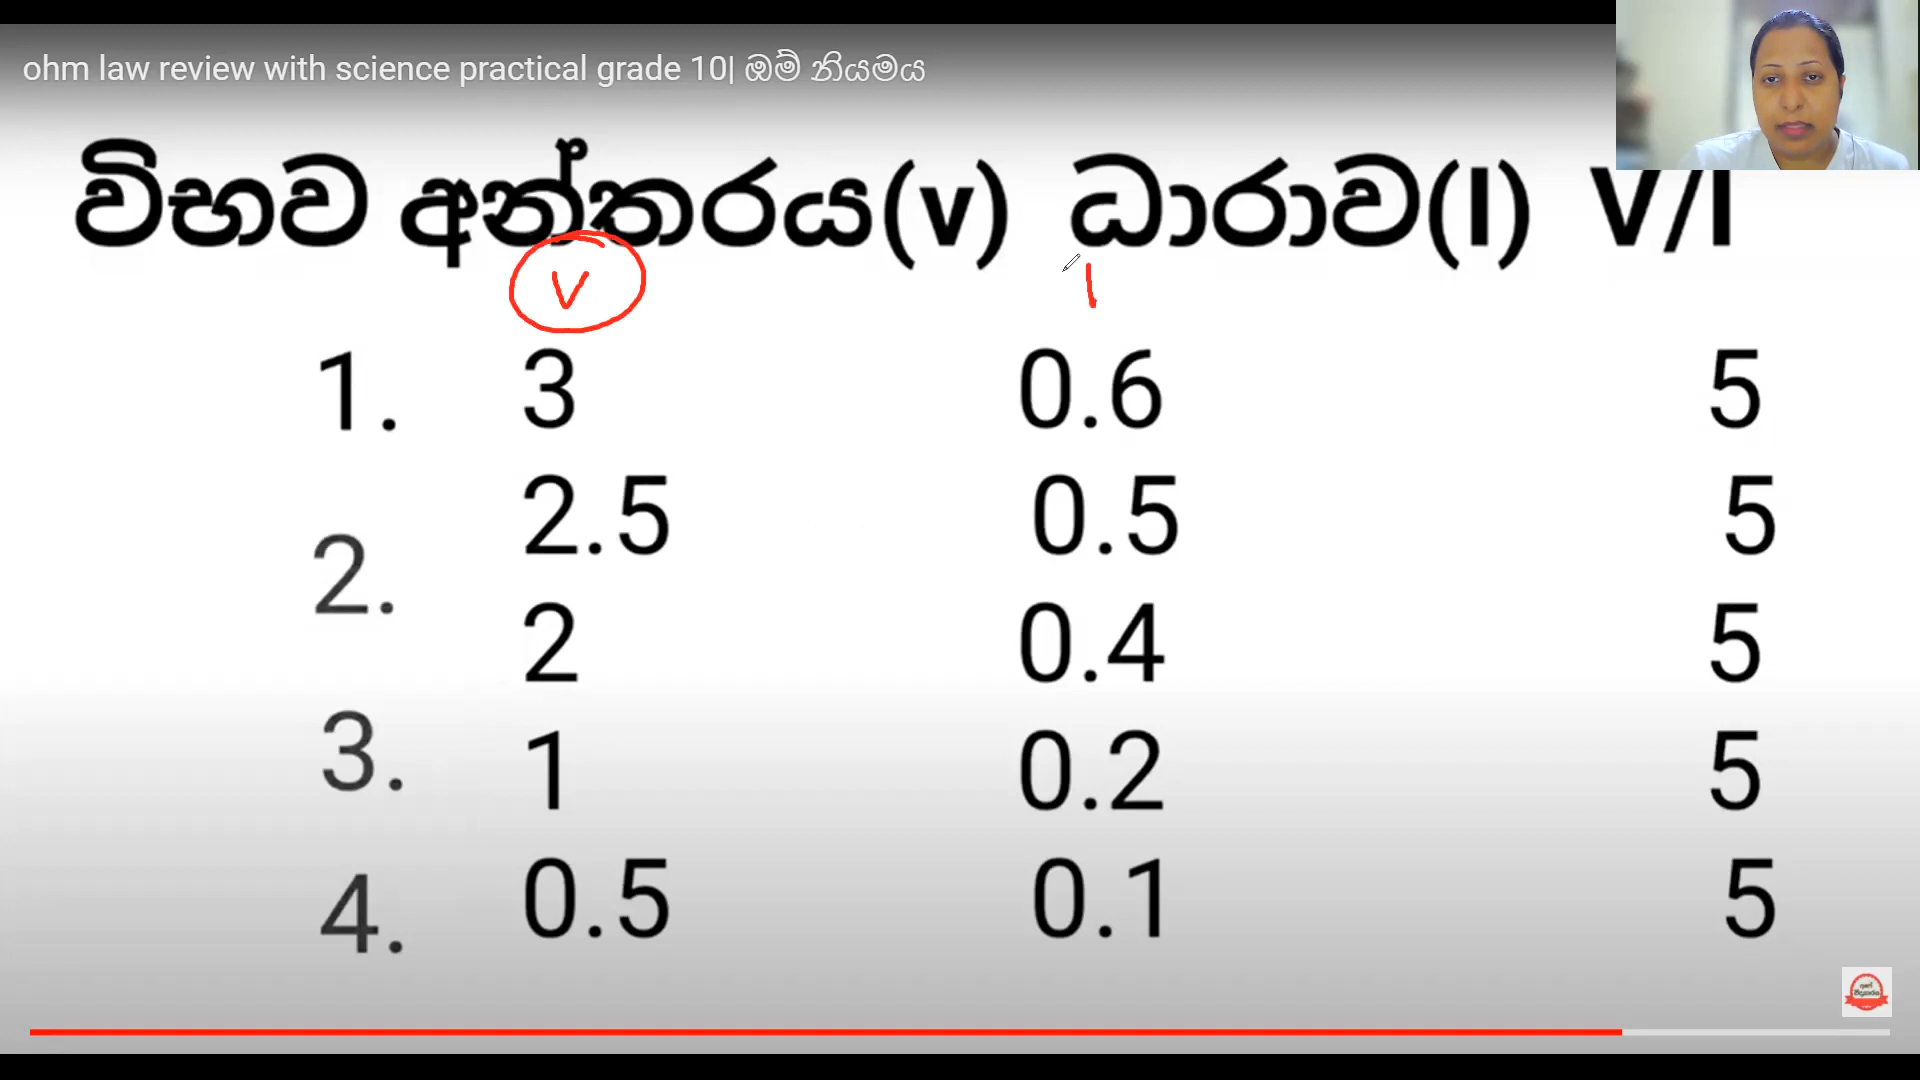 ohm law review with science practical grade 10| ඔම් නියමය
විභව අන්තරය(v) ධාරාව(I) V/I
V I
1. 3 0.6 5
2.5 0.5 5
2.
2 0.4 5
3. 1 0.2 5
4. 0.5 0.1 5